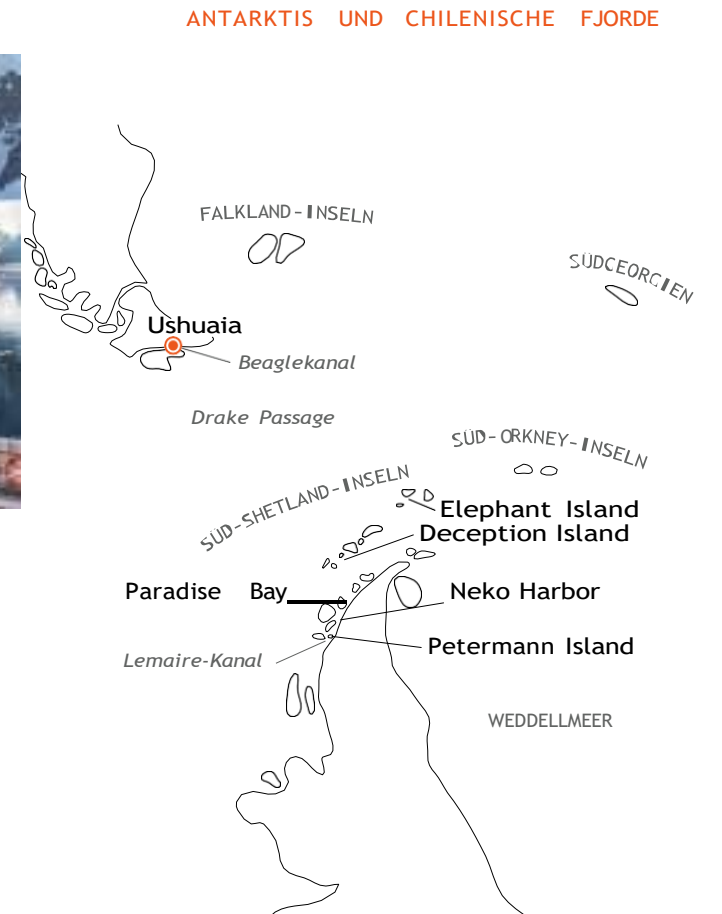 ANTARKTIS UND CHILENISCHE FJORDE
FALKLAND-INSELN
SÜDCEORGIEN
Ushuaia
Beaglekanal
Drake Passage
SÜD-ORKNEY-INSELN
SÜD-SHETLAND-INSELN
Elephant Island
Deception Island
Paradise Bay
Neko Harbor
Petermann Island
Lemaire-Kanal
WEDDELLMEER